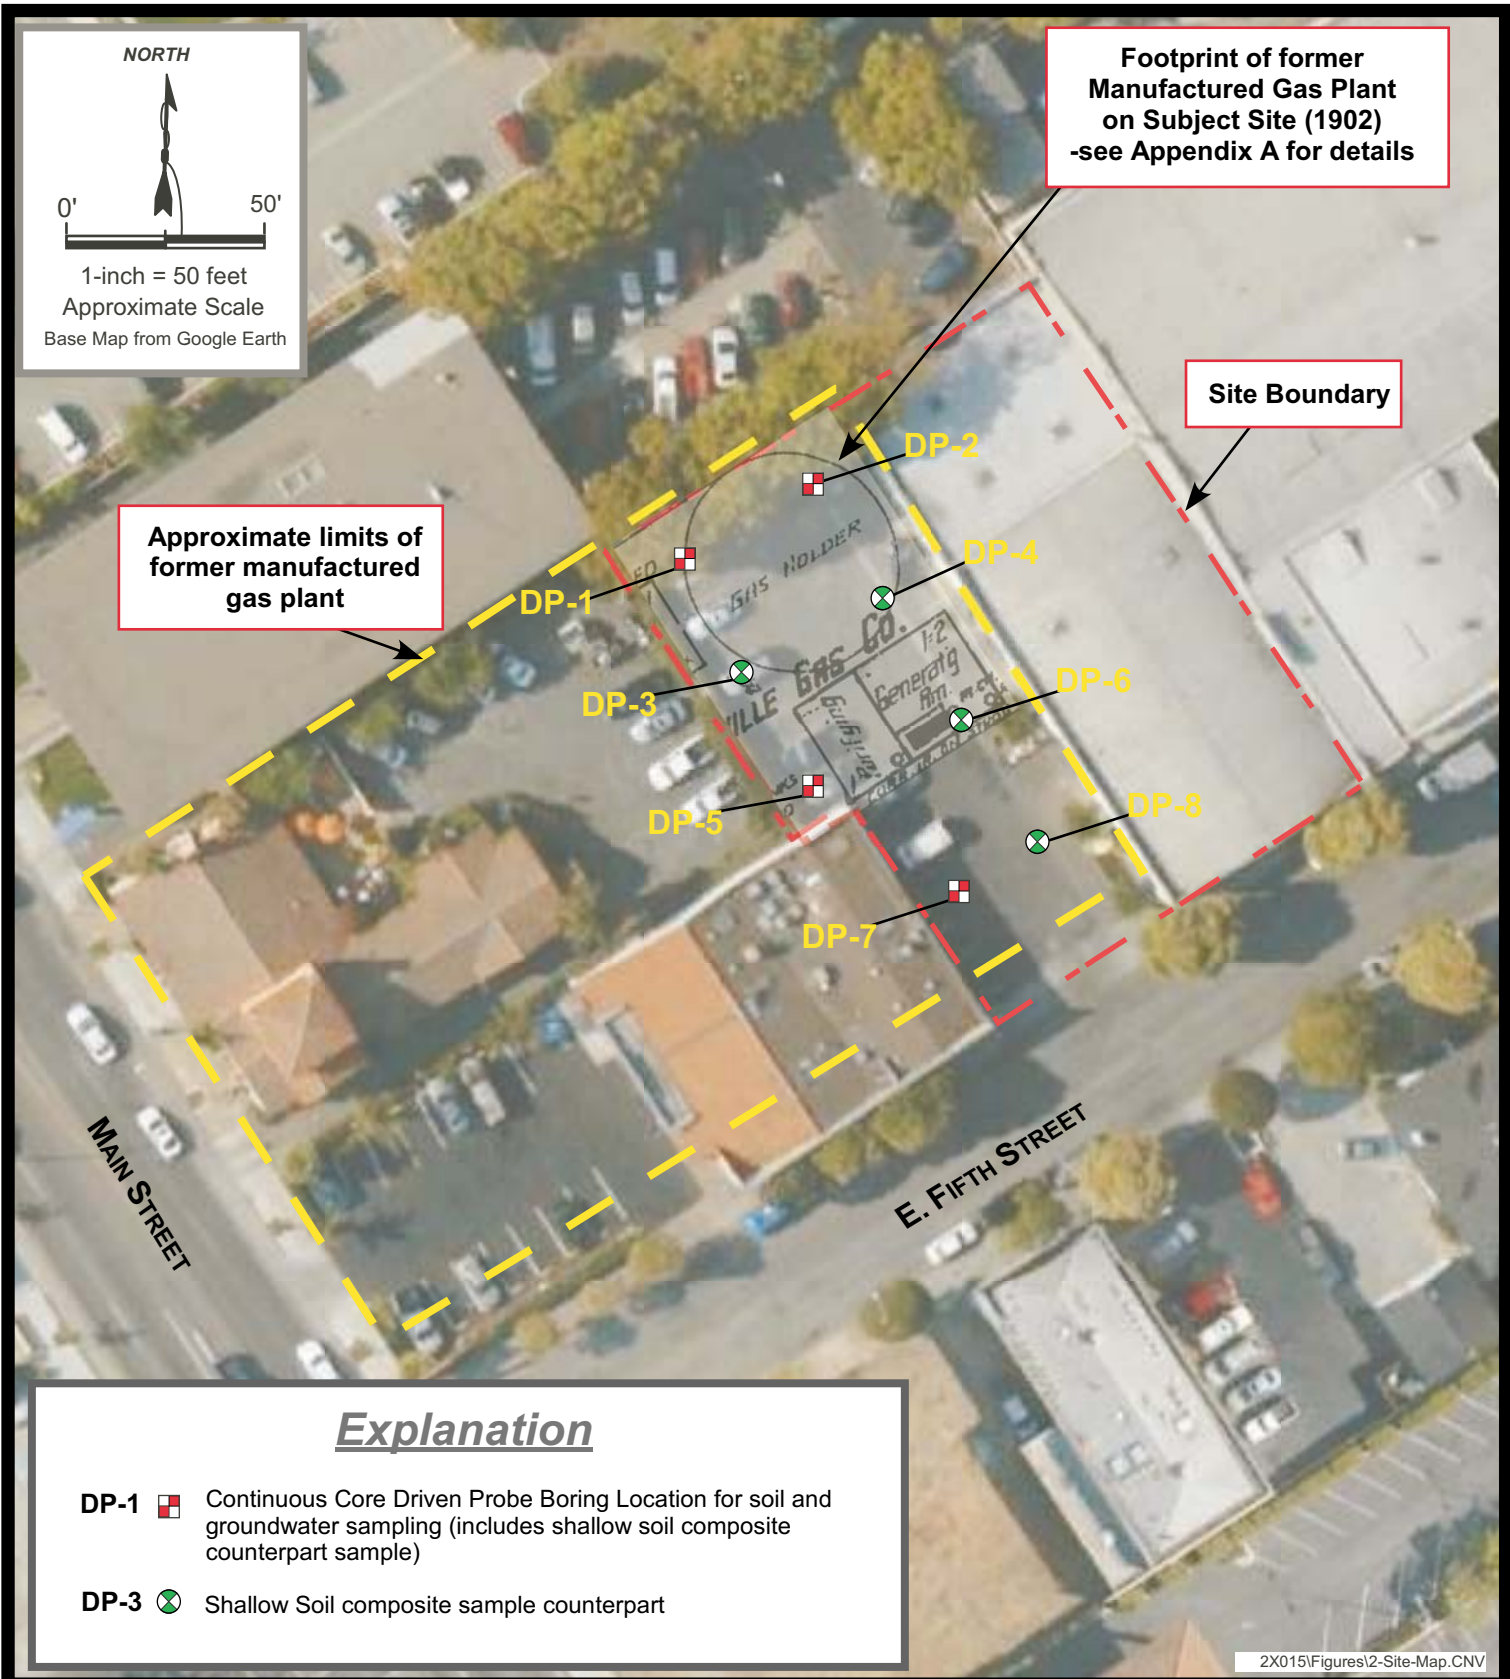 NORTH
0' 50'
1-inch = 50 feet
Approximate Scale
Base Map from Google Earth
Footprint of former
Manufactured Gas Plant
on Subject Site (1902)
-see Appendix A for details
Site Boundary
Approximate limits of
former manufactured
gas plant
DP-2
DP-4
DP-1
GAS HOLDER
DP-3
VILLE GAS CO.
1-2
Generat'g
Rm.
Purifying
DP-6
DP-5
DP-8
DP-7
MAIN STREET
E. FIFTH STREET
Explanation
DP-1 Continuous Core Driven Probe Boring Location for soil and
groundwater sampling (includes shallow soil composite
counterpart sample)
DP-3 Shallow Soil composite sample counterpart
2X015\Figures\2-Site-Map.CNV